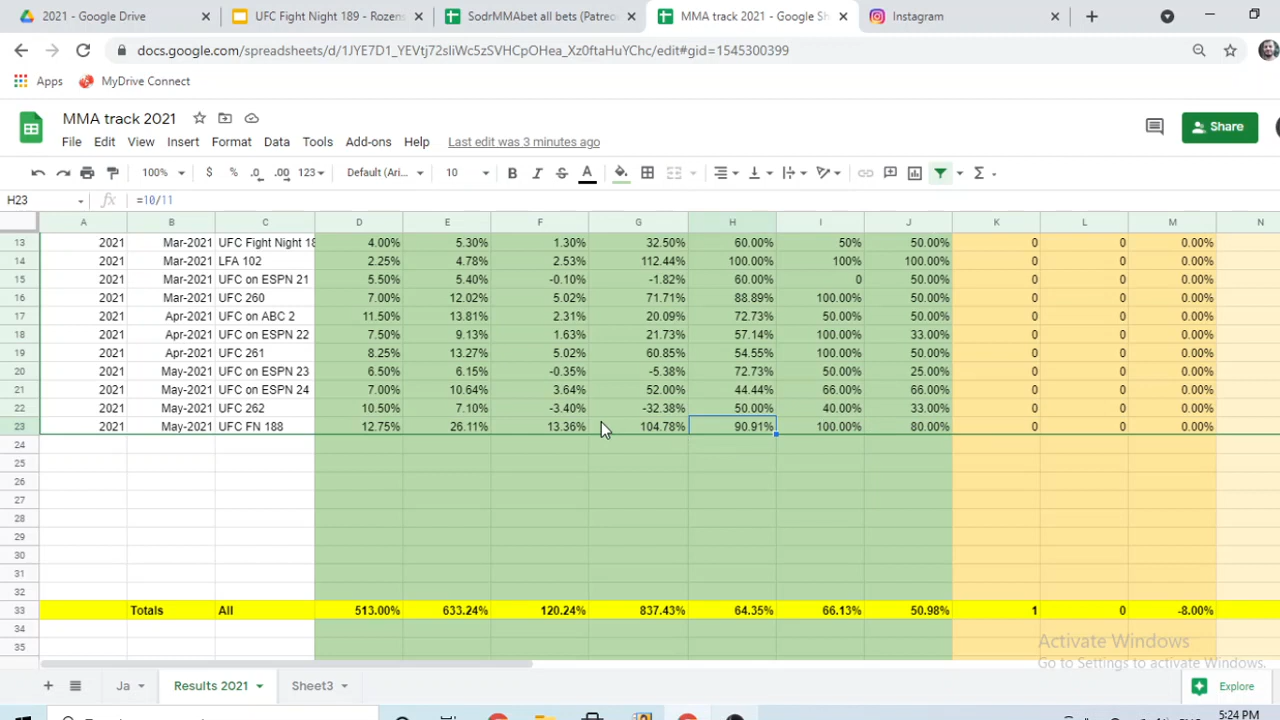 2021 - Google Drive
UFC Fight Night 189 - Rozens
SodrMMAbet all bets (Patreo
MMA track 2021 - Google Sh
Instagram
docs.google.com/spreadsheets/d/1JYE7D1_YEVtj72sIiWc5zSVHCpOHea_Xz0ftaHuYChc/edit#gid=1545300399
Apps MyDrive Connect
MMA track 2021
Share
File Edit View Insert Format Data Tools Add-ons Help Last edit was 3 minutes ago
100% $ % .0 .00 123 Default (Ari... 10 B I S A
H23 fx =10/11
A B C D E F G H I J K L M N
13 2021 Mar-2021 UFC Fight Night 18 4.00% 5.30% 1.30% 32.50% 60.00% 50% 50.00% 0 0 0.00%
14 2021 Mar-2021 LFA 102 2.25% 4.78% 2.53% 112.44% 100.00% 100% 100.00% 0 0 0.00%
15 2021 Mar-2021 UFC on ESPN 21 5.50% 5.40% -0.10% -1.82% 60.00% 0 50.00% 0 0 0.00%
16 2021 Mar-2021 UFC 260 7.00% 12.02% 5.02% 71.71% 88.89% 100.00% 50.00% 0 0 0.00%
17 2021 Apr-2021 UFC on ABC 2 11.50% 13.81% 2.31% 20.09% 72.73% 50.00% 50.00% 0 0 0.00%
18 2021 Apr-2021 UFC on ESPN 22 7.50% 9.13% 1.63% 21.73% 57.14% 100.00% 33.00% 0 0 0.00%
19 2021 Apr-2021 UFC 261 8.25% 13.27% 5.02% 60.85% 54.55% 100.00% 50.00% 0 0 0.00%
20 2021 May-2021 UFC on ESPN 23 6.50% 6.15% -0.35% -5.38% 72.73% 50.00% 25.00% 0 0 0.00%
21 2021 May-2021 UFC on ESPN 24 7.00% 10.64% 3.64% 52.00% 44.44% 66.00% 66.00% 0 0 0.00%
22 2021 May-2021 UFC 262 10.50% 7.10% -3.40% -32.38% 50.00% 40.00% 33.00% 0 0 0.00%
23 2021 May-2021 UFC FN 188 12.75% 26.11% 13.36% 104.78% 90.91% 100.00% 80.00% 0 0 0.00%
24
25
26
27
28
29
30
31
32
33 Totals All 513.00% 633.24% 120.24% 837.43% 64.35% 66.13% 50.98% 1 0 -8.00%
34
35
Activate Windows
Go to Settings to activate Windows.
Ja Results 2021 Sheet3 Explore
5:24 PM